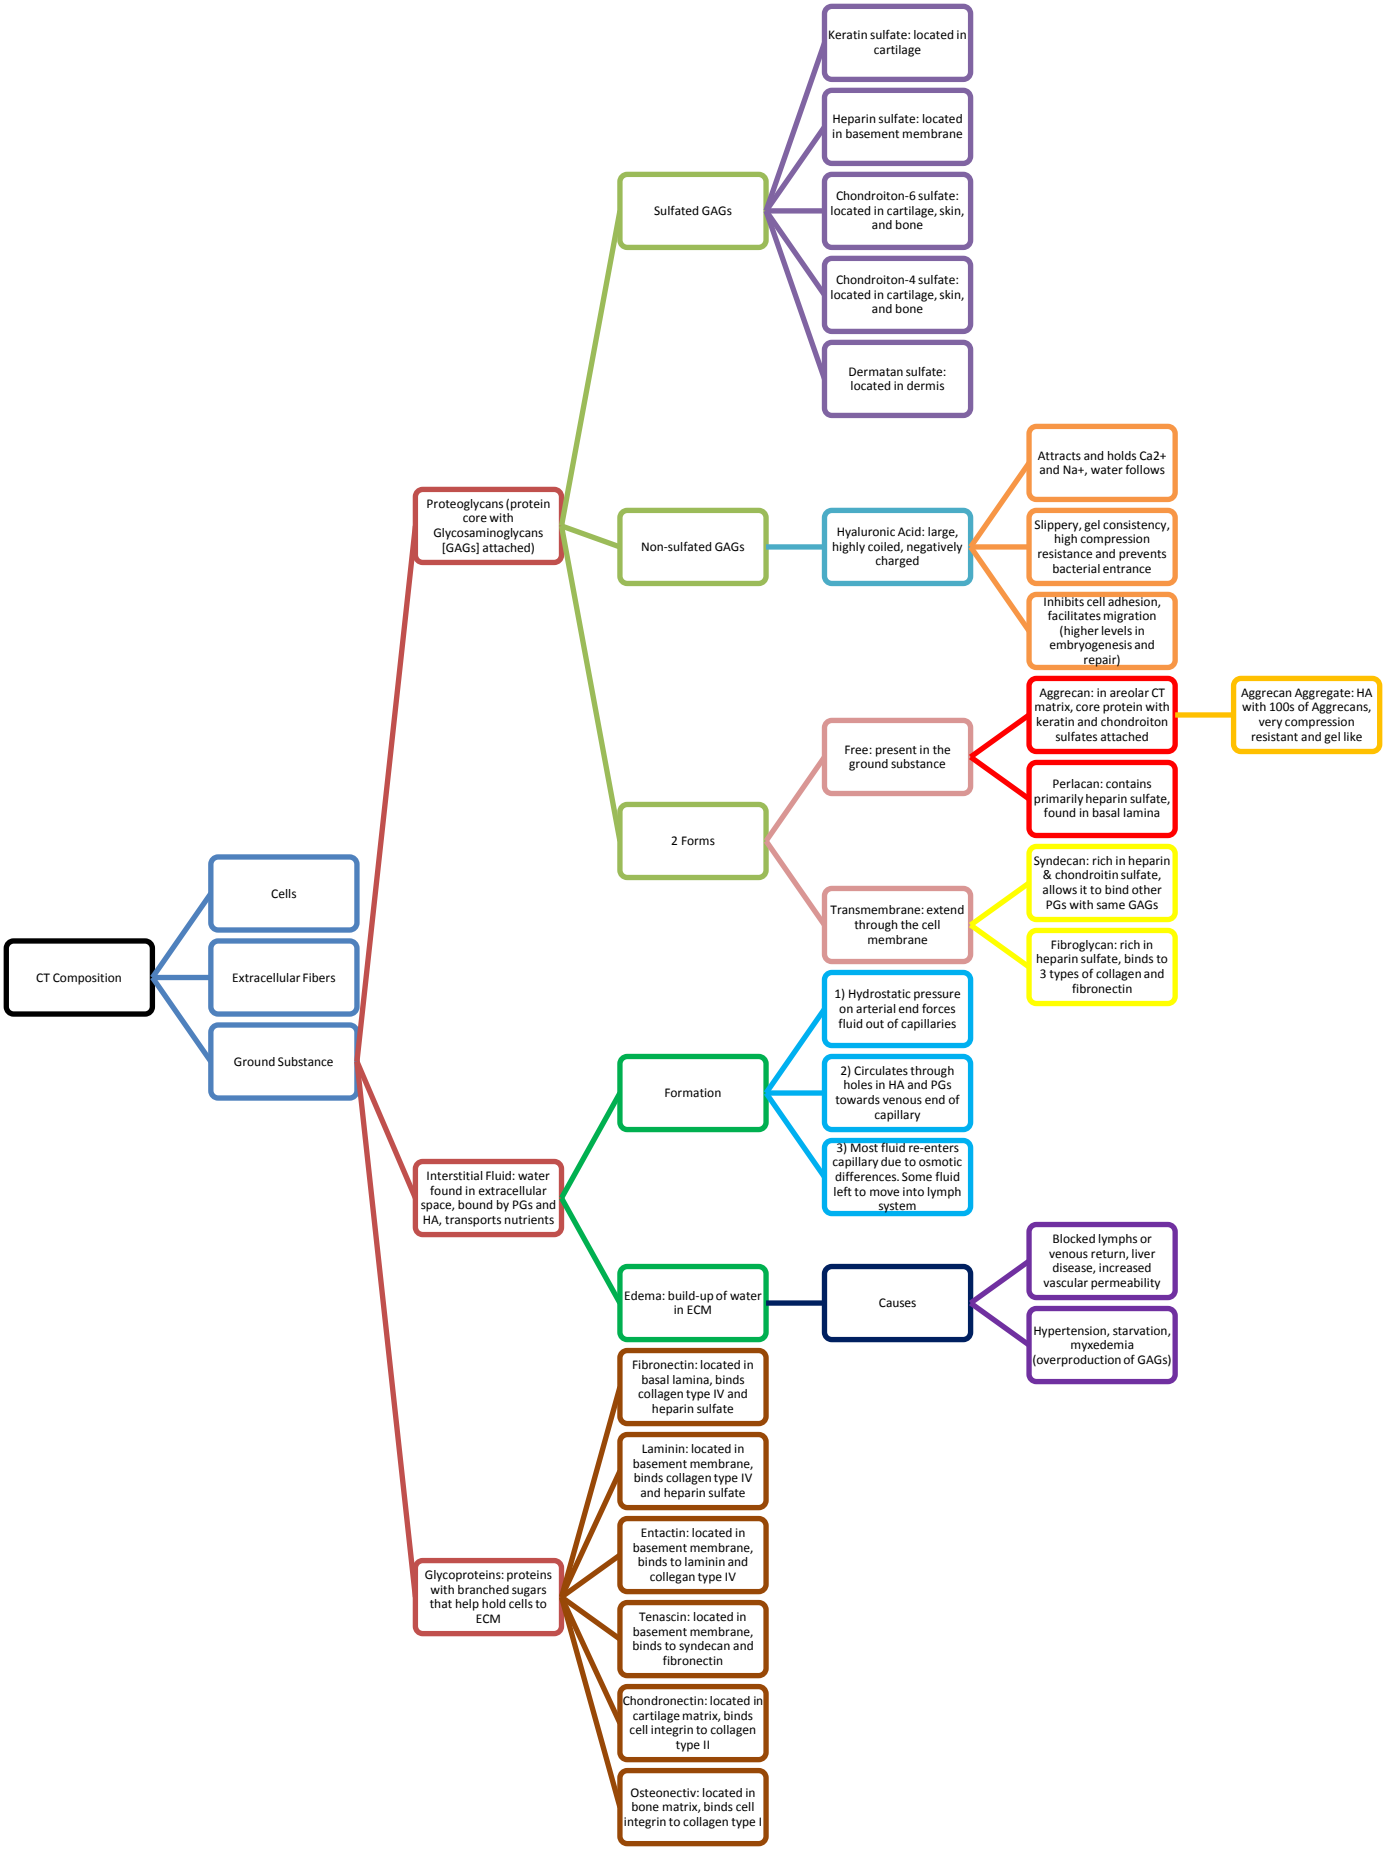 CT Composition
Cells
Extracellular Fibers
Ground Substance
Proteoglycans (protein
core with
Glycosaminoglycans
[GAGs] attached)
Sulfated GAGs
Keratin sulfate: located in
cartilage
Heparin sulfate: located
in basement membrane
Chondroiton-6 sulfate:
located in cartilage, skin,
and bone
Chondroiton-4 sulfate:
located in cartilage, skin,
and bone
Dermatan sulfate:
located in dermis
Non-sulfated GAGs
Hyaluronic Acid: large,
highly coiled, negatively
charged
Attracts and holds Ca2+
and Na+, water follows
Slippery, gel consistency,
high compression
resistance and prevents
bacterial entrance
Inhibits cell adhesion,
facilitates migration
(higher levels in
embryogenesis and
repair)
2 Forms
Free: present in the
ground substance
Aggrecan: in areolar CT
matrix, core protein with
keratin and chondroiton
sulfates attached
Aggrecan Aggregate: HA
with 100s of Aggrecans,
very compression
resistant and gel like
Perlacan: contains
primarily heparin sulfate,
found in basal lamina
Transmembrane: extend
through the cell
membrane
Syndecan: rich in heparin
& chondroitin sulfate,
allows it to bind other
PGs with same GAGs
Fibroglycan: rich in
heparin sulfate, binds to
3 types of collagen and
fibronectin
Interstitial Fluid: water
found in extracellular
space, bound by PGs and
HA, transports nutrients
Formation
1) Hydrostatic pressure
on arterial end forces
fluid out of capillaries
2) Circulates through
holes in HA and PGs
towards venous end of
capillary
3) Most fluid re-enters
capillary due to osmotic
differences. Some fluid
left to move into lymph
system
Edema: build-up of water
in ECM
Causes
Blocked lymphs or
venous return, liver
disease, increased
vascular permeability
Hypertension, starvation,
myxedema
(overproduction of GAGs)
Glycoproteins: proteins
with branched sugars
that help hold cells to
ECM
Fibronectin: located in
basal lamina, binds
collagen type IV and
heparin sulfate
Laminin: located in
basement membrane,
binds collagen type IV
and heparin sulfate
Entactin: located in
basement membrane,
binds to laminin and
collegan type IV
Tenascin: located in
basement membrane,
binds to syndecan and
fibronectin
Chondronectin: located in
cartilage matrix, binds
cell integrin to collagen
type II
Osteonectiv: located in
bone matrix, binds cell
integrin to collagen type I